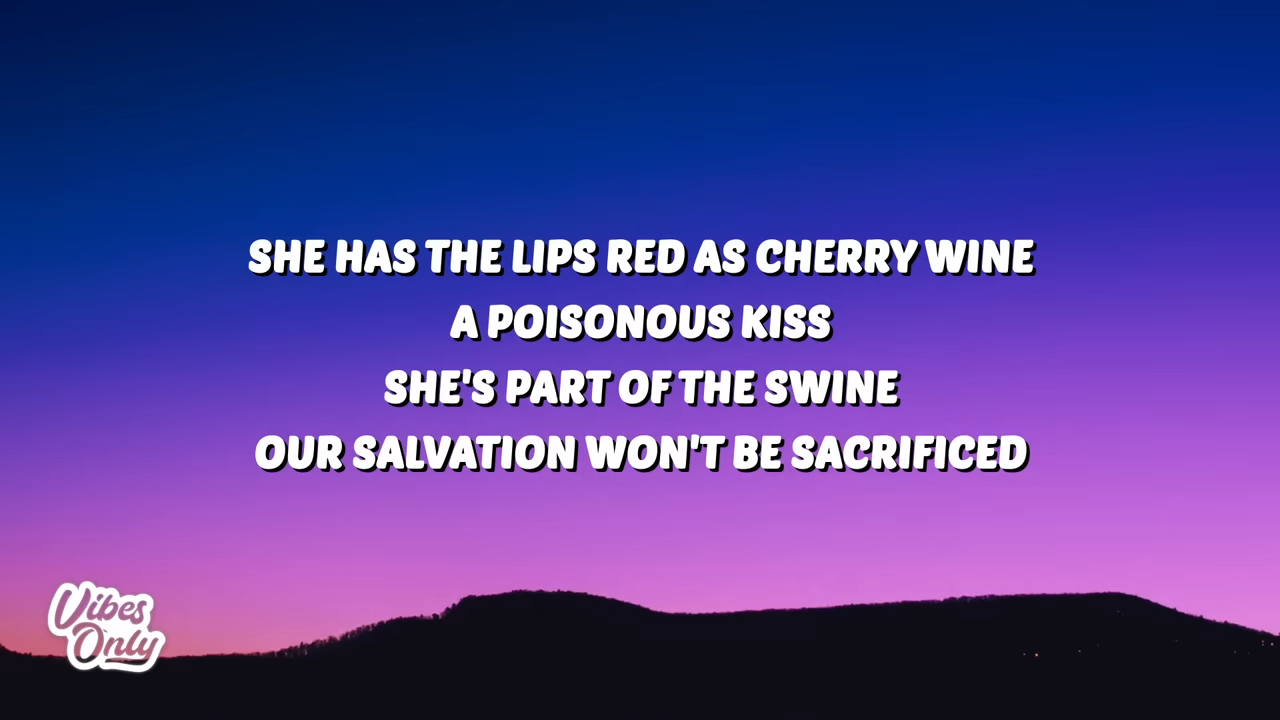 SHE HAS THE LIPS RED AS CHERRY WINE
A POISONOUS KISS
SHE'S PART OF THE SWINE
OUR SALVATION WON'T BE SACRIFICED
Vibes
Only